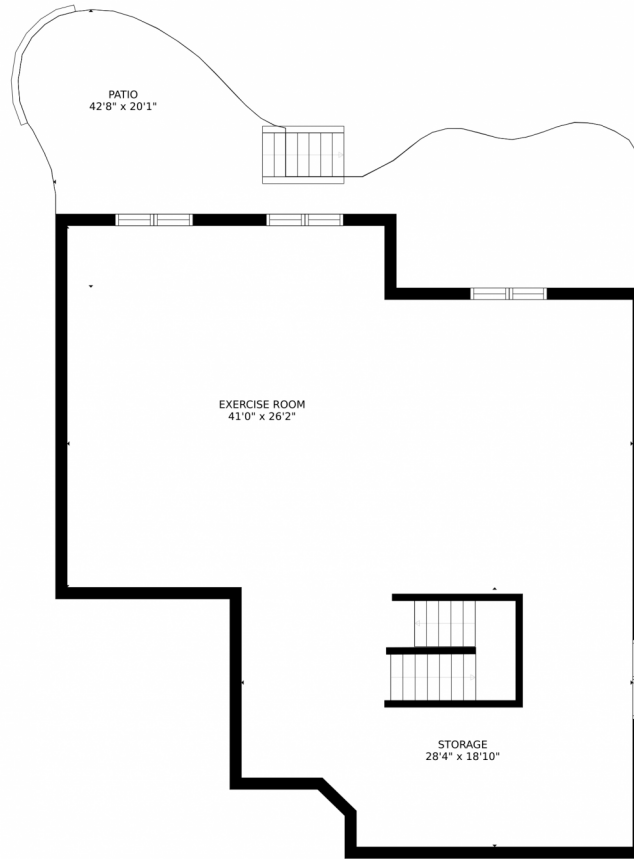 PATIO
42'8" x 20'1"
EXERCISE ROOM
41'0" x 26'2"
STORAGE
28'4" x 18'10"